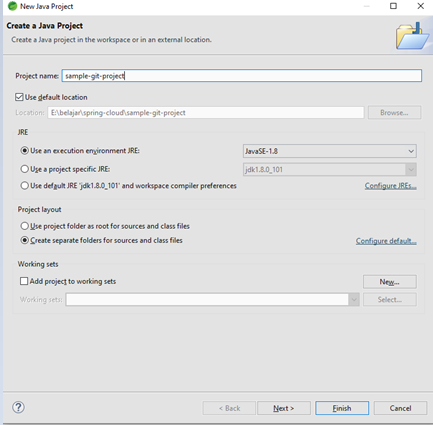 New Java Project
Create a Java Project
Create a Java project in the workspace or in an external location.
Project name: sample-git-project
Use default location
Location: E:\belajar\spring-cloud\sample-git-project Browse...
JRE
Use an execution environment JRE: JavaSE-1.8
Use a project specific JRE: jdk1.8.0_101
Use default JRE 'jdk1.8.0_101' and workspace compiler preferences Configure JREs...
Project layout
Use project folder as root for sources and class files
Create separate folders for sources and class files Configure default...
Working sets
Add project to working sets New...
Working sets: Select...
? < Back Next > Finish Cancel